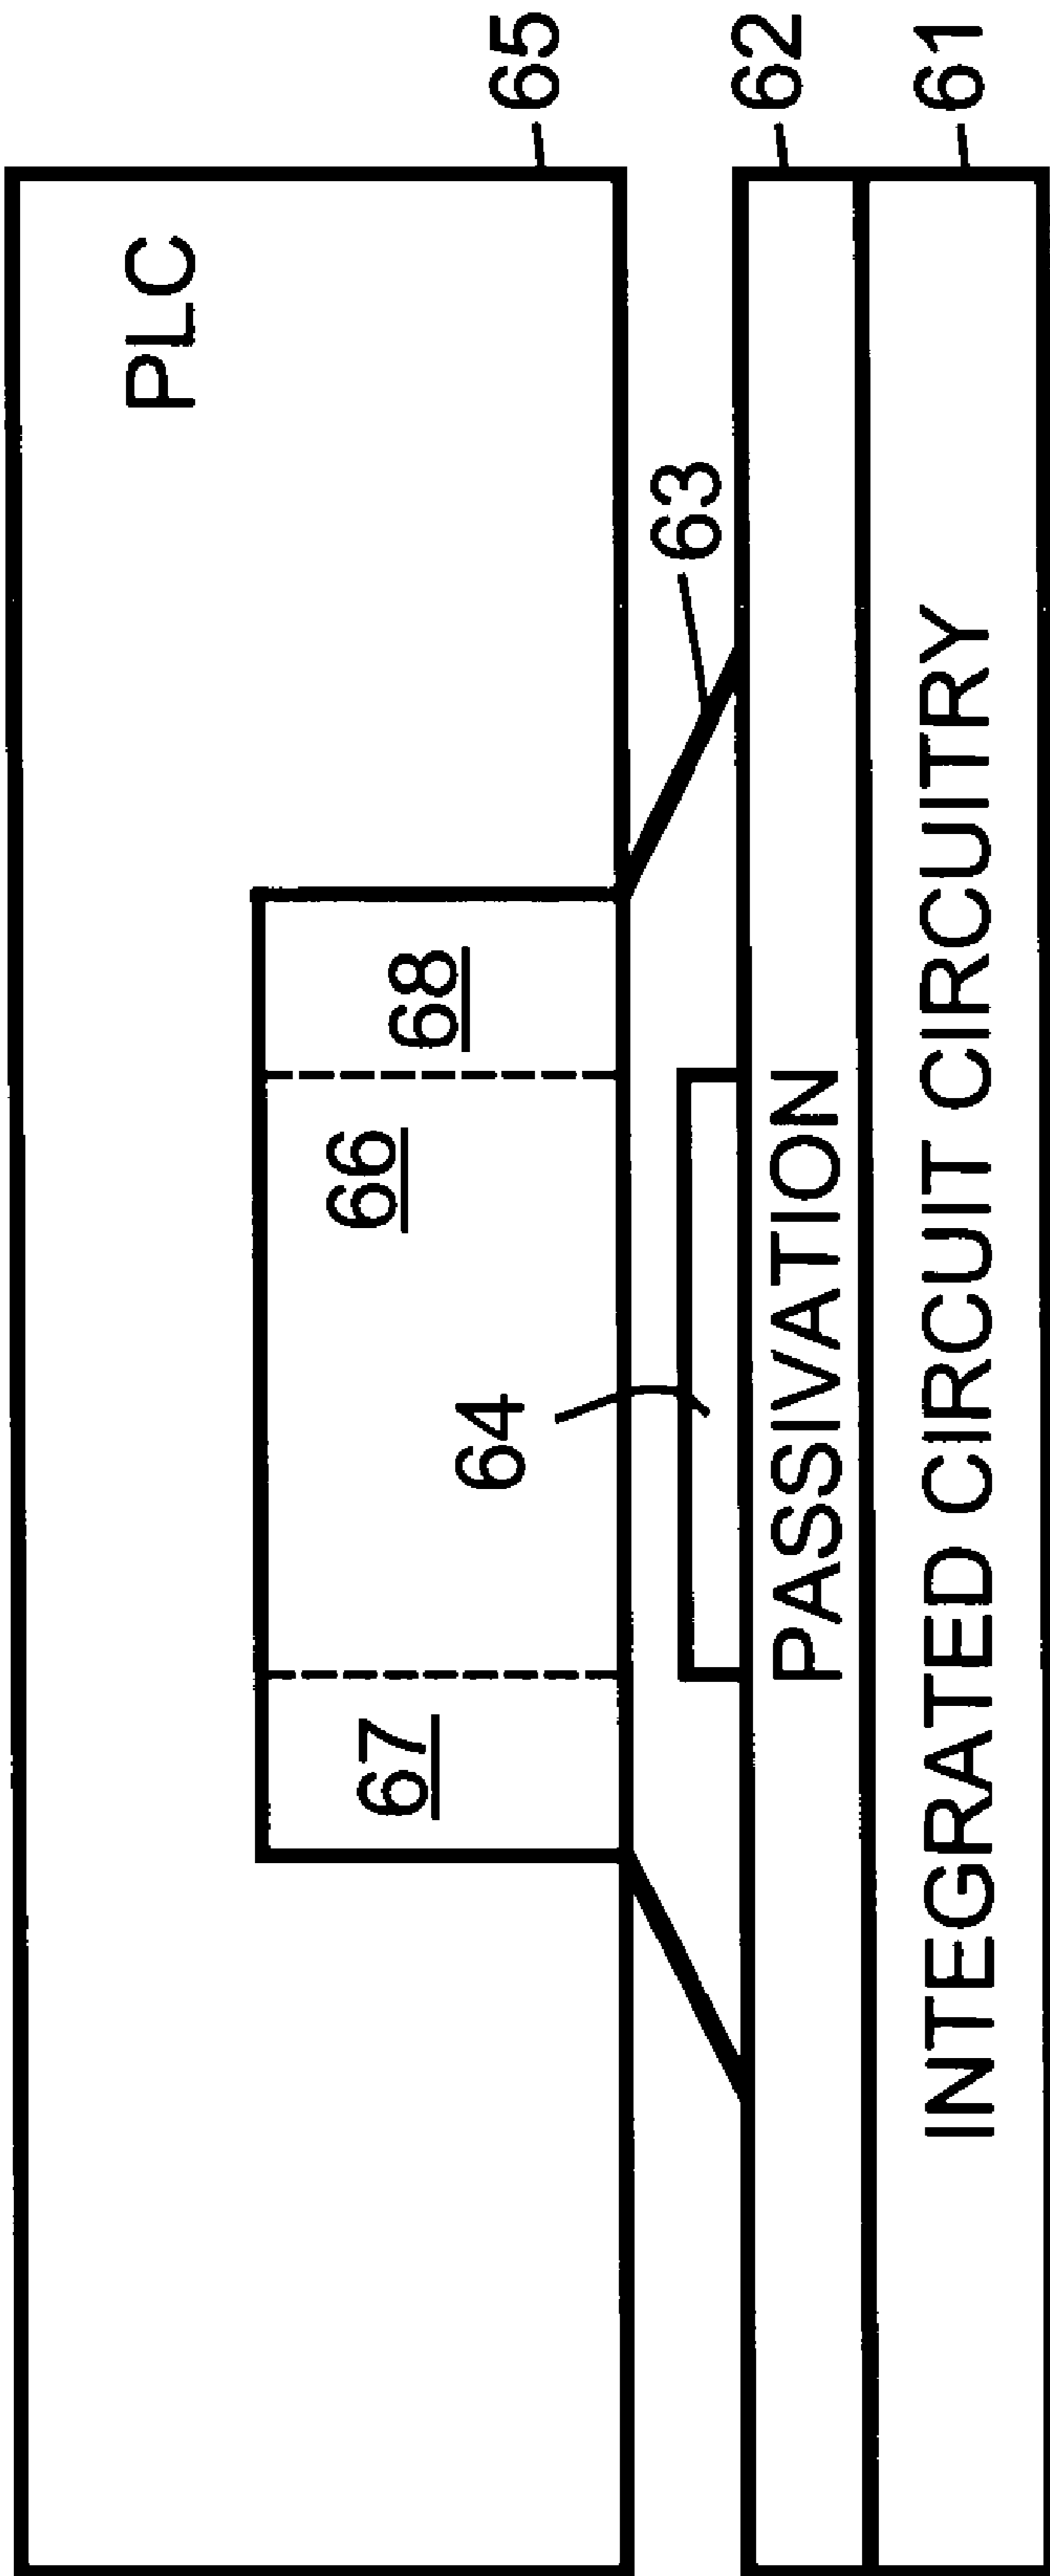 PLC
65
68
66
67
64
63
62
PASSIVATION
61
INTEGRATED CIRCUIT CIRCUITRY